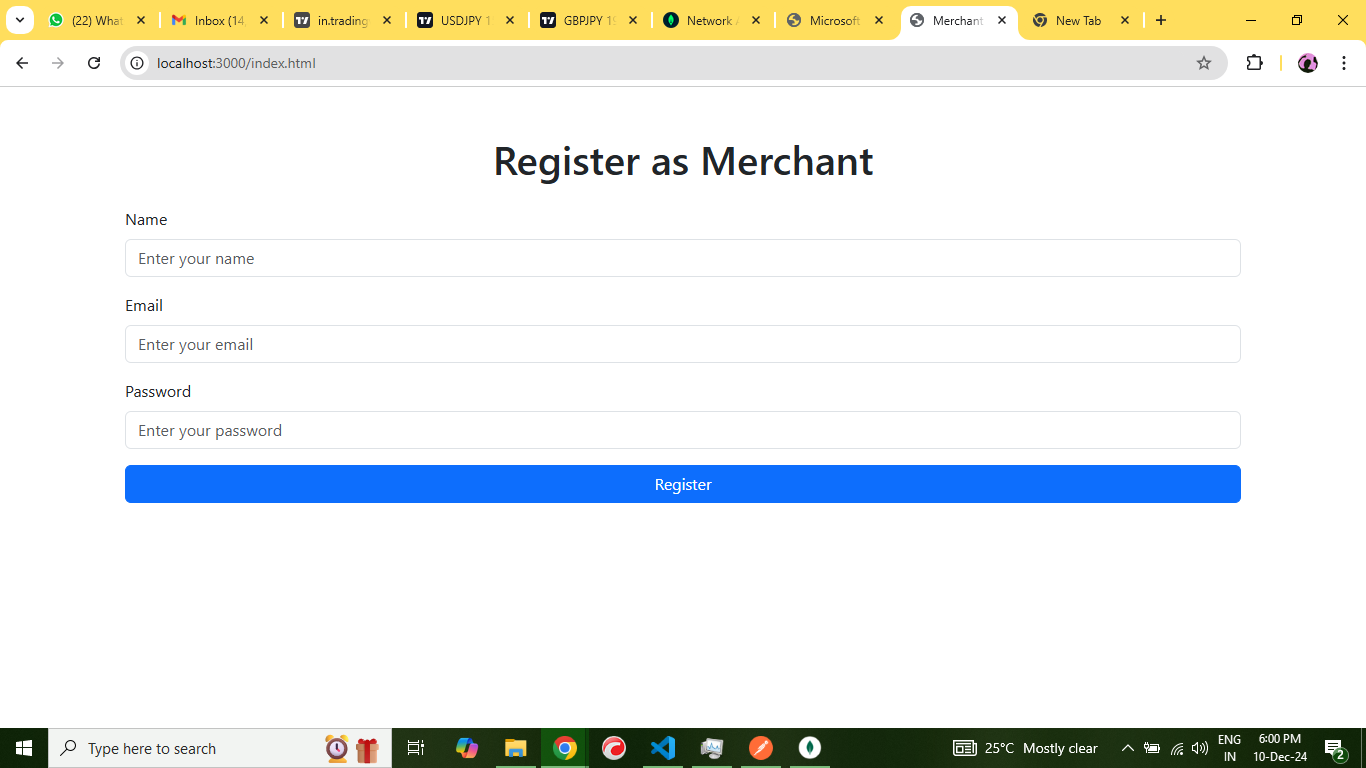 (22) What
Inbox (14,
in.trading
USDJPY 1
GBPJPY 19
Network A
Microsoft
Merchant
New Tab
localhost:3000/index.html
Register as Merchant
Name
Enter your name
Email
Enter your email
Password
Enter your password
Register
Type here to search
25°C Mostly clear
ENG
IN
6:00 PM
10-Dec-24
2